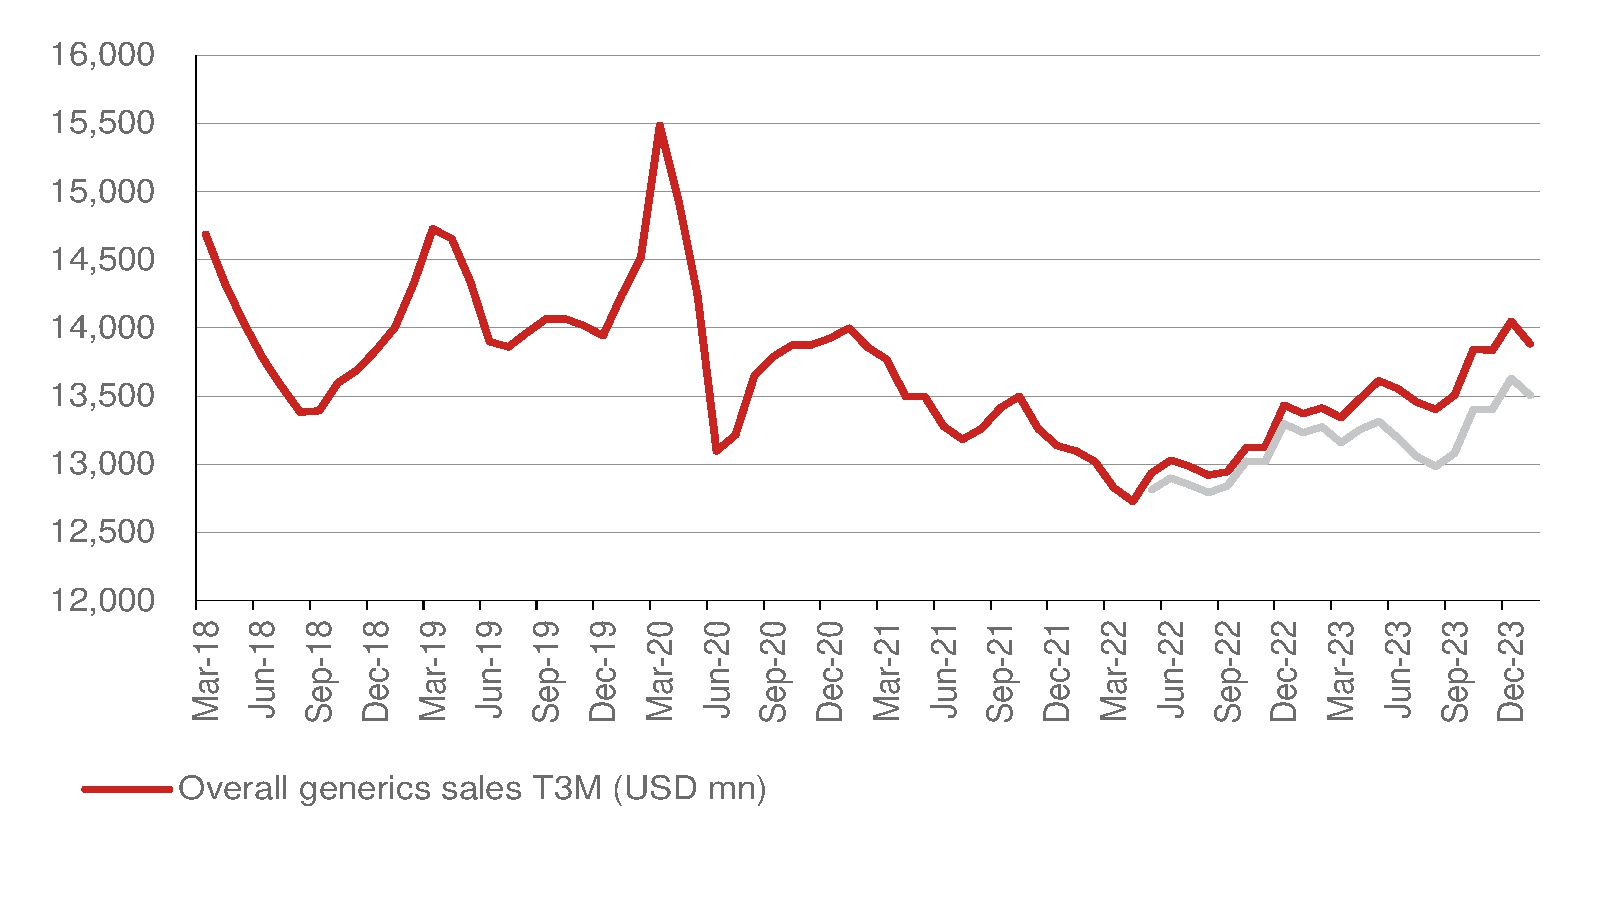 16,000
15,500
15,000
14,500
14,000
13,500
13,000
12,500
12,000
Mar-18
Jun-18
Sep-18
Dec-18
Mar-19
Jun-19
Sep-19
Dec-19
Mar-20
Jun-20
Sep-20
Dec-20
Mar-21
Jun-21
Sep-21
Dec-21
Mar-22
Jun-22
Sep-22
Dec-22
Mar-23
Jun-23
Sep-23
Dec-23
Overall generics sales T3M (USD mn)